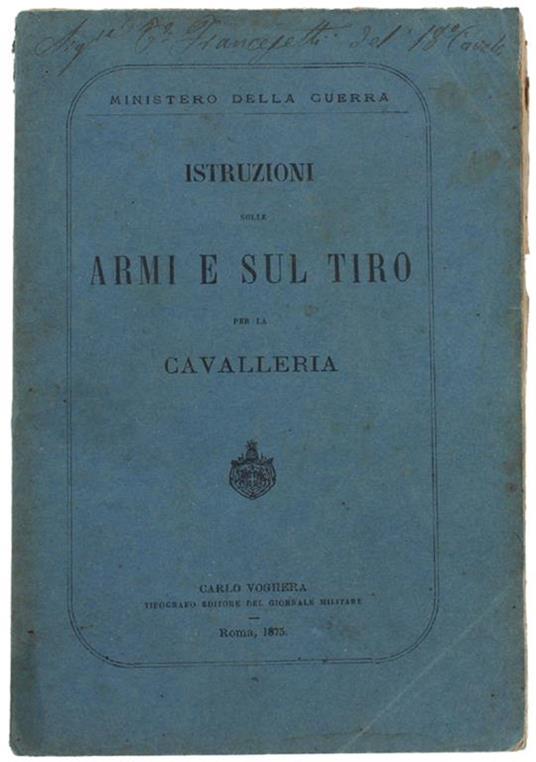 Francesetti del 18°
MINISTERO DELLA GUERRA
ISTRUZIONI
SULLE
ARMI E SUL TIRO
PER LA
CAVALLERIA
CARLO VOGHERA
TIPOGRAFO EDITORE DEL GIORNALE MILITARE
Roma, 1875.